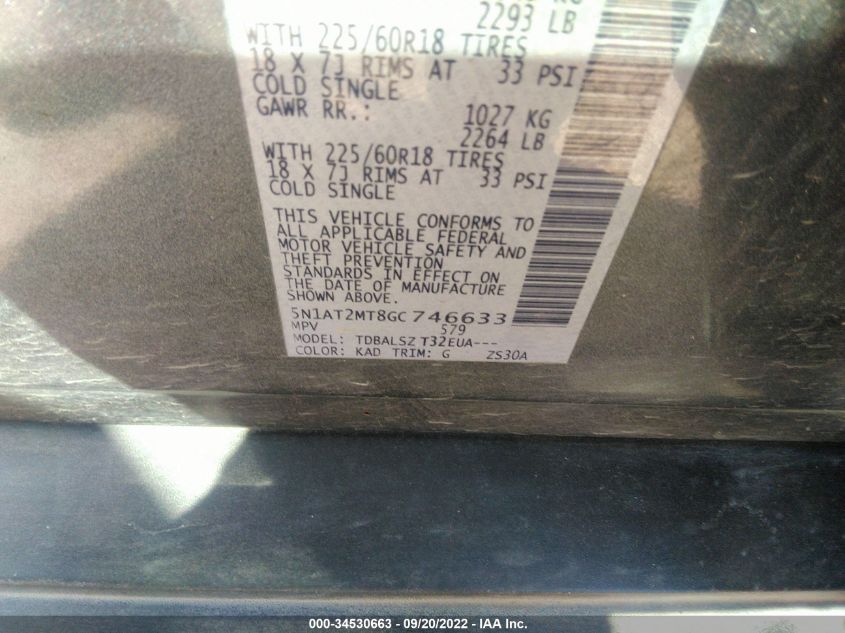 2293 LB
WITH 225/60R18 TIRES
18 X 7J RIMS AT 33 PSI
COLD SINGLE
GAWR RR.: 1027 KG
2264 LB
WITH 225/60R18 TIRES
18 X 7J RIMS AT 33 PSI
COLD SINGLE
THIS VEHICLE CONFORMS TO
ALL APPLICABLE FEDERAL
MOTOR VEHICLE SAFETY AND
THEFT PREVENTION
STANDARDS IN EFFECT ON
THE DATE OF MANUFACTURE
SHOWN ABOVE.
5N1AT2MT8GC746633
MPV 579
MODEL: TDBALSZ T32EUA---
COLOR: KAD TRIM: G ZS30A
000-34530663 - 09/20/2022 - IAA Inc.